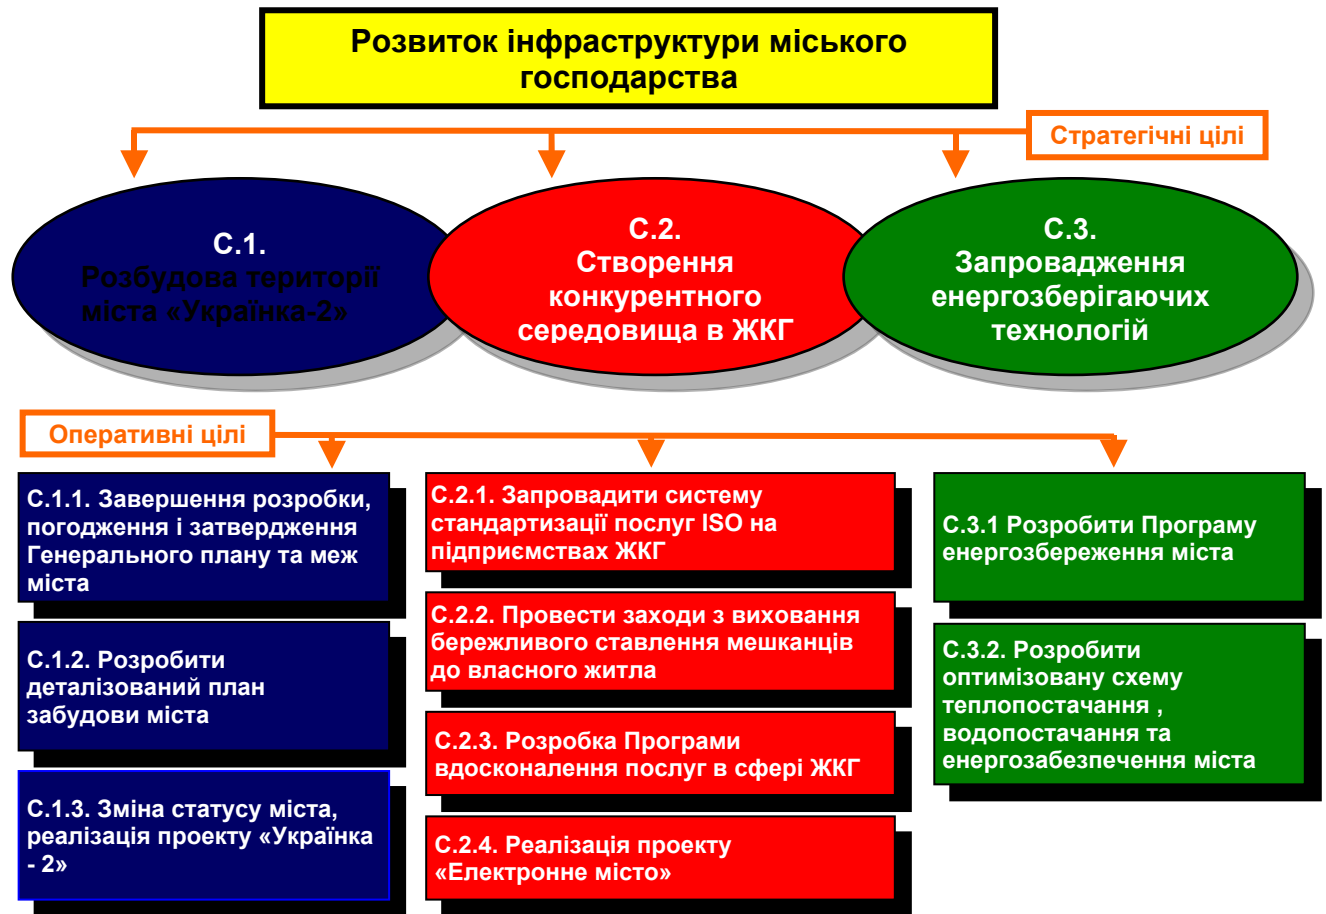 Розвиток інфраструктури міського
господарства
Стратегічні цілі
С.1.
Розбудова території
міста «Українка-2»
С.2.
Створення
конкурентного
середовища в ЖКГ
С.3.
Запровадження
енергозберігаючих
технологій
Оперативні цілі
С.1.1. Завершення розробки,
погодження і затвердження
Генерального плану та меж
міста
С.1.2. Розробити
деталізований план
забудови міста
С.1.3. Зміна статусу міста,
реалізація проекту «Українка
- 2»
С.2.1. Запровадити систему
стандартизації послуг ISO на
підприємствах ЖКГ
С.2.2. Провести заходи з виховання
бережливого ставлення мешканців
до власного житла
С.2.3. Розробка Програми
вдосконалення послуг в сфері ЖКГ
С.2.4. Реалізація проекту
«Електронне місто»
С.3.1 Розробити Програму
енергозбереження міста
С.3.2. Розробити
оптимізовану схему
теплопостачання ,
водопостачання та
енергозабезпечення міста